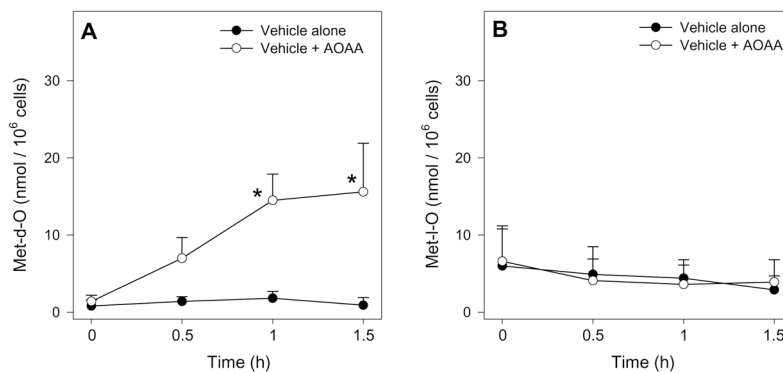 A
Vehicle alone
Vehicle + AOAA
Met-d-O (nmol / 10⁶ cells)
30
20
10
0
*
*
0 0.5 1 1.5
Time (h)
B
Vehicle alone
Vehicle + AOAA
Met-l-O (nmol / 10⁶ cells)
30
20
10
0
0 0.5 1 1.5
Time (h)